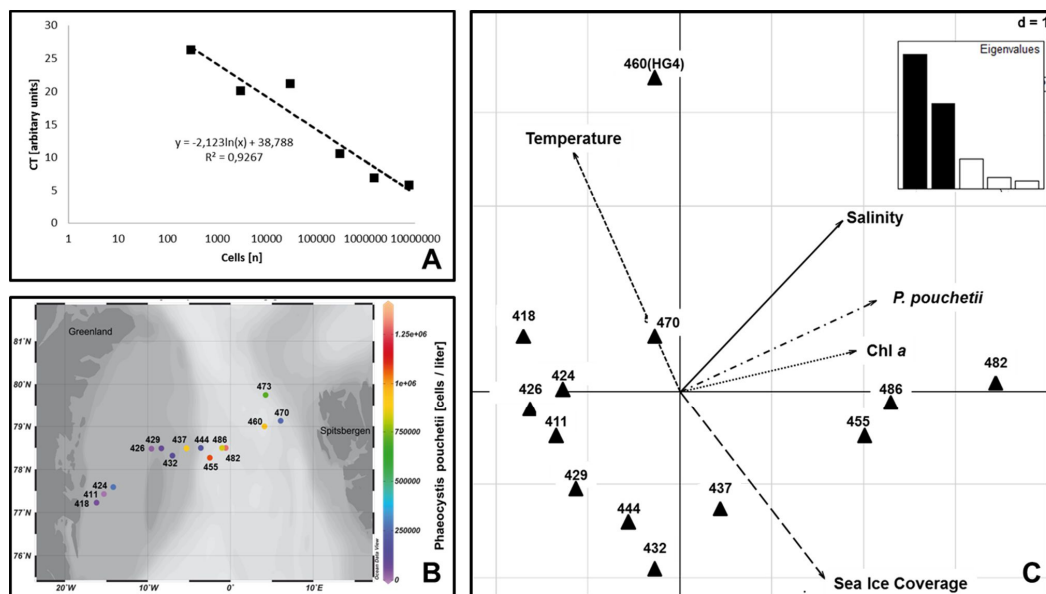 30
25
20
15
10
5
0
CT [arbitary units]
y = -2,123ln(x) + 38,788
R² = 0,9267
1 10 100 1000 10000 100000 1000000 10000000
Cells [n]
A
Greenland
Spitsbergen
81˚N
80˚N
79˚N
78˚N
77˚N
76˚N
20˚W 10˚W 0˚ 10˚E
473
460 470
426 429 437 444 486
432 455 482
424
411
418
Ocean Data View
1.25e+06
1e+06
750000
500000
250000
0
Phaeocystis pouchetii [cells / liter]
B
d = 1
Eigenvalues
460(HG4)
Temperature
Salinity
P. pouchetii
Chl a
418
470
482
424
426
486
411
455
429
437
444
432
Sea Ice Coverage
C